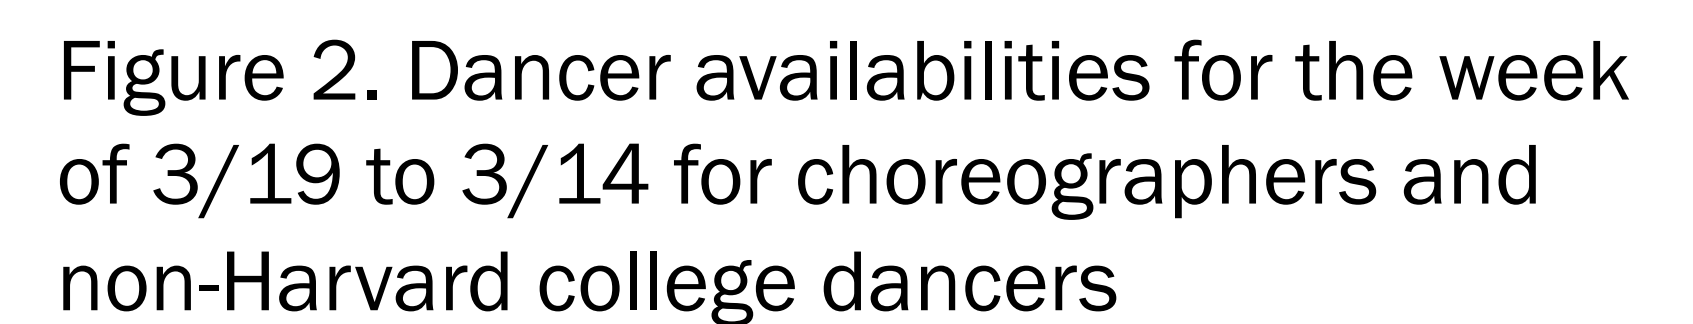 Figure 2. Dancer availabilities for the week
of 3/19 to 3/14 for choreographers and
non-Harvard college dancers